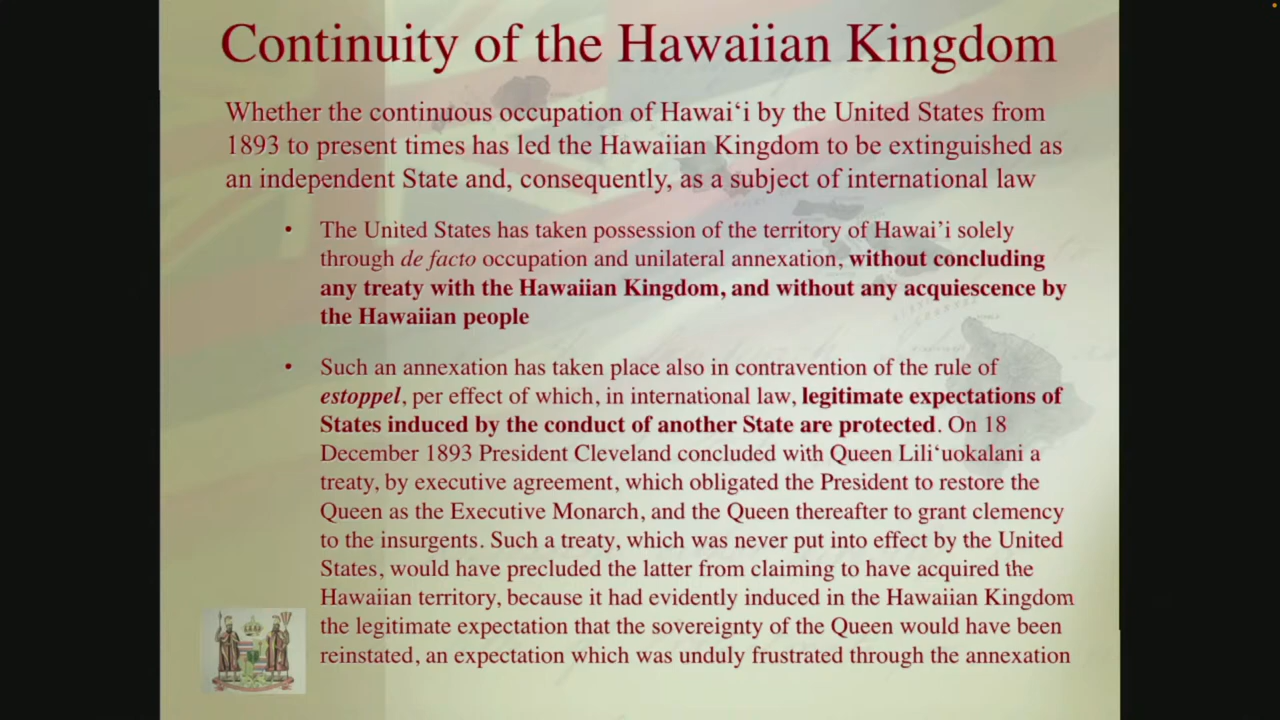 Continuity of the Hawaiian Kingdom
Whether the continuous occupation of Hawai‘i by the United States from
1893 to present times has led the Hawaiian Kingdom to be extinguished as
an independent State and, consequently, as a subject of international law
• The United States has taken possession of the territory of Hawai’i solely
through de facto occupation and unilateral annexation, without concluding
any treaty with the Hawaiian Kingdom, and without any acquiescence by
the Hawaiian people
• Such an annexation has taken place also in contravention of the rule of
estoppel, per effect of which, in international law, legitimate expectations of
States induced by the conduct of another State are protected. On 18
December 1893 President Cleveland concluded with Queen Lili‘uokalani a
treaty, by executive agreement, which obligated the President to restore the
Queen as the Executive Monarch, and the Queen thereafter to grant clemency
to the insurgents. Such a treaty, which was never put into effect by the United
States, would have precluded the latter from claiming to have acquired the
Hawaiian territory, because it had evidently induced in the Hawaiian Kingdom
the legitimate expectation that the sovereignty of the Queen would have been
reinstated, an expectation which was unduly frustrated through the annexation